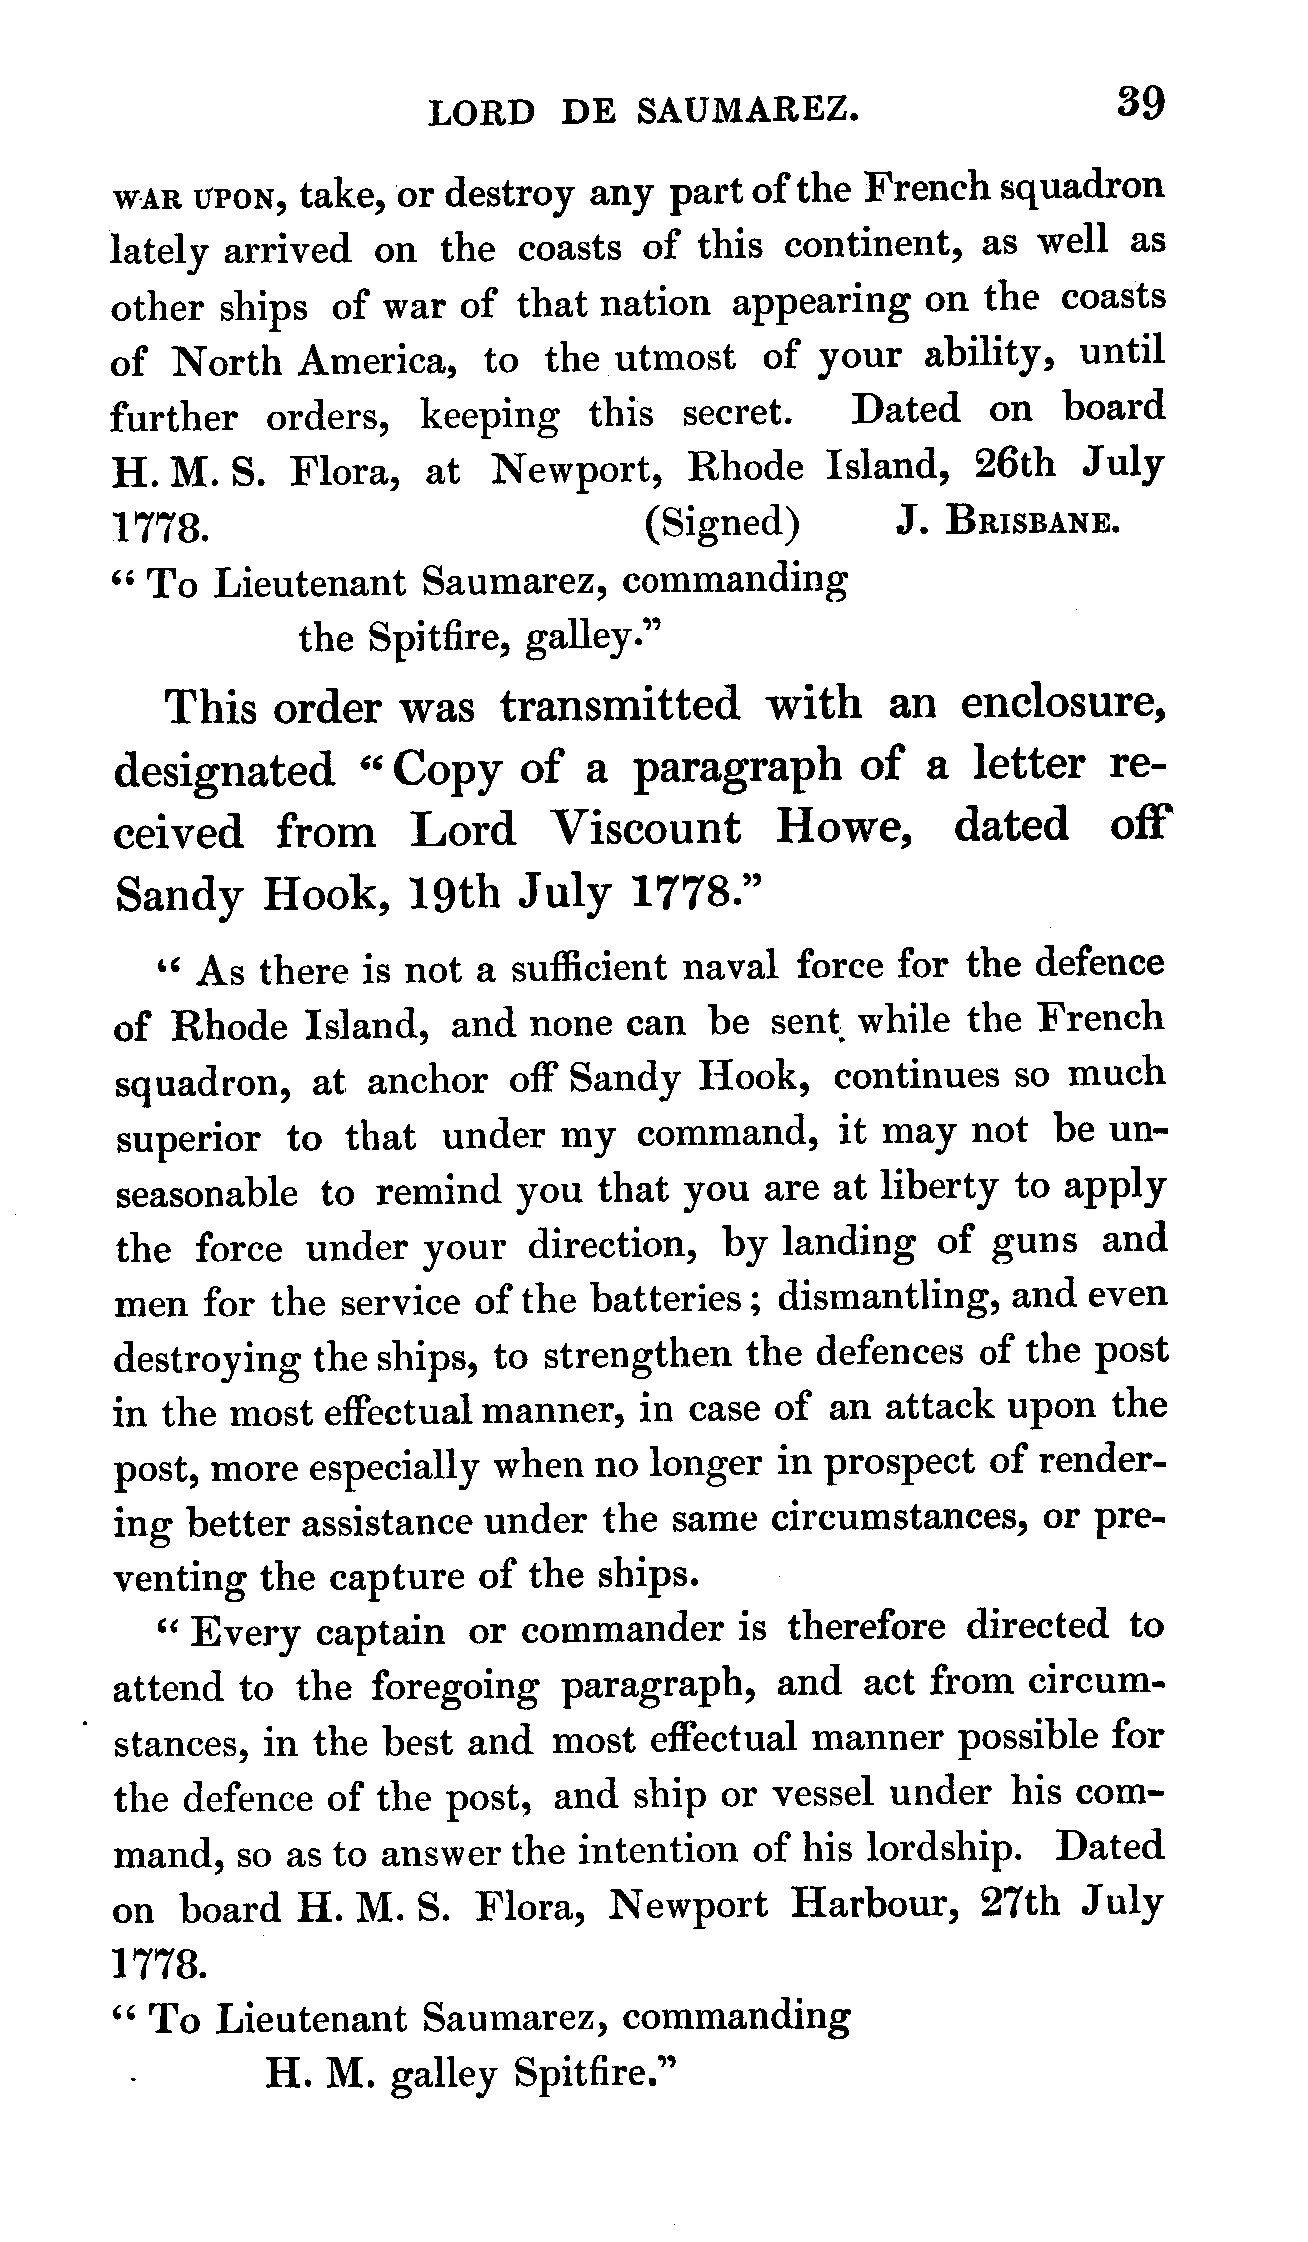 LORD DE SAUMAREZ. 39
WAR UPON, take, or destroy any part of the French squadron
lately arrived on the coasts of this continent, as well as
other ships of war of that nation appearing on the coasts
of North America, to the utmost of your ability, until
further orders, keeping this secret. Dated on board
H. M. S. Flora, at Newport, Rhode Island, 26th July
1778. (Signed) J. BRISBANE.
“ To Lieutenant Saumarez, commanding
the Spitfire, galley.”
This order was transmitted with an enclosure,
designated “ Copy of a paragraph of a letter re-
ceived from Lord Viscount Howe, dated off
Sandy Hook, 19th July 1778.”
“ As there is not a sufficient naval force for the defence
of Rhode Island, and none can be sent while the French
squadron, at anchor off Sandy Hook, continues so much
superior to that under my command, it may not be un-
seasonable to remind you that you are at liberty to apply
the force under your direction, by landing of guns and
men for the service of the batteries ; dismantling, and even
destroying the ships, to strengthen the defences of the post
in the most effectual manner, in case of an attack upon the
post, more especially when no longer in prospect of render-
ing better assistance under the same circumstances, or pre-
venting the capture of the ships.
“ Every captain or commander is therefore directed to
attend to the foregoing paragraph, and act from circum-
stances, in the best and most effectual manner possible for
the defence of the post, and ship or vessel under his com-
mand, so as to answer the intention of his lordship. Dated
on board H. M. S. Flora, Newport Harbour, 27th July
1778.
“ To Lieutenant Saumarez, commanding
H. M. galley Spitfire.”